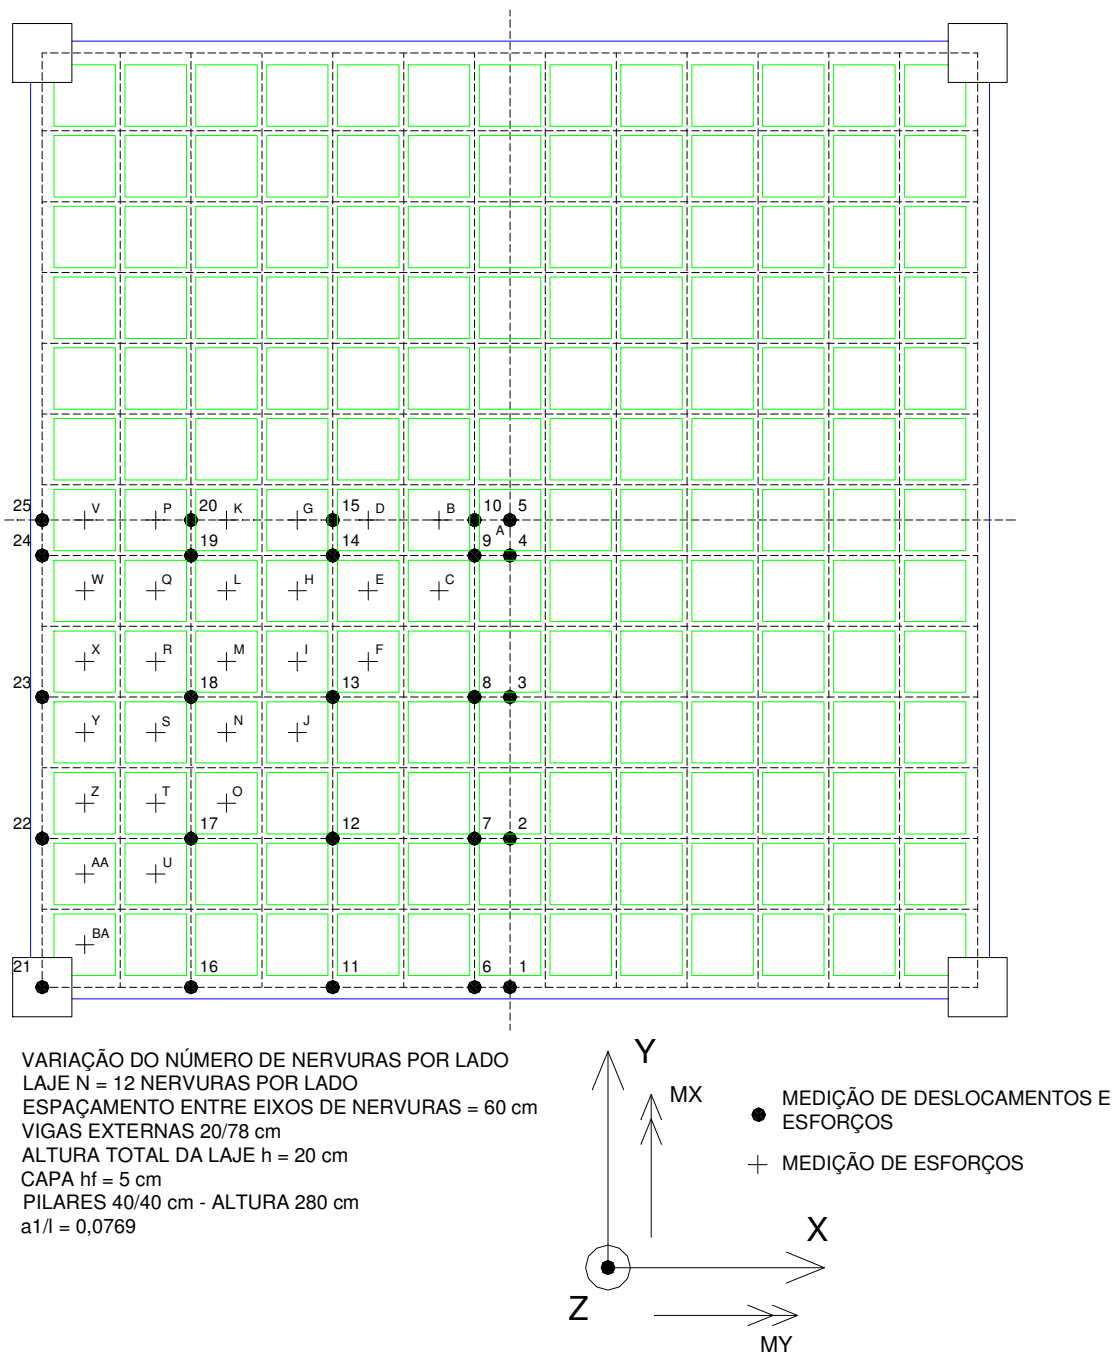 25 V P 20 K G 15 D B 10 5
A
24 19 14 9 4
W Q L H E C
X R M I F
23 18 13 8 3
Y S N J
Z T O
22 17 12 7 2
AA U
BA
21 16 11 6 1
VARIAÇÃO DO NÚMERO DE NERVURAS POR LADO
LAJE N = 12 NERVURAS POR LADO
ESPAÇAMENTO ENTRE EIXOS DE NERVURAS = 60 cm
VIGAS EXTERNAS 20/78 cm
ALTURA TOTAL DA LAJE h = 20 cm
CAPA hf = 5 cm
PILARES 40/40 cm - ALTURA 280 cm
a1/l = 0,0769
Y
MX
X
Z
MY
MEDIÇÃO DE DESLOCAMENTOS E
ESFORÇOS
MEDIÇÃO DE ESFORÇOS